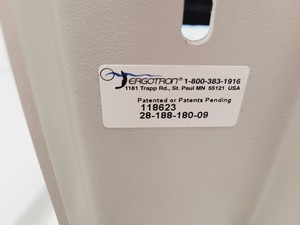 ERGOTRON® 1-800-383-1916
1181 Trapp Rd., St. Paul MN 55121 USA
Patented or Patents Pending
118623
28-188-180-09